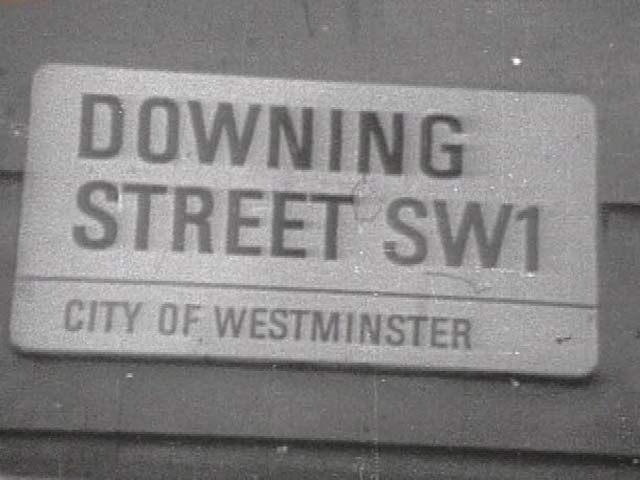 DOWNING
STREET SW1
CITY OF WESTMINSTER